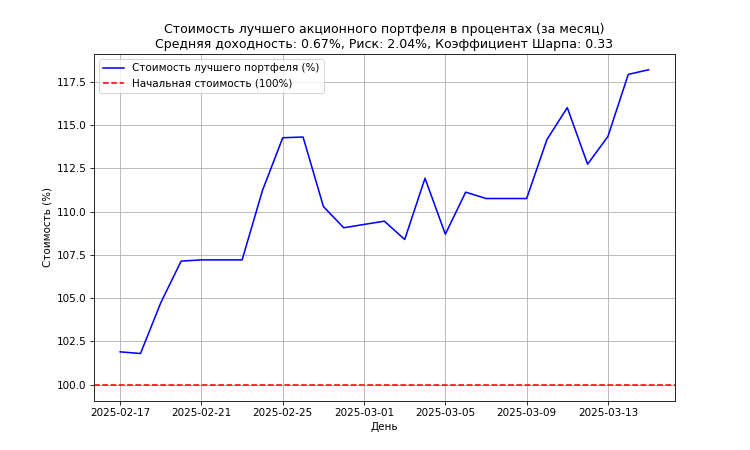 Стоимость лучшего акционного портфеля в процентах (за месяц)
Средняя доходность: 0.67%, Риск: 2.04%, Коэффициент Шарпа: 0.33
Стоимость лучшего портфеля (%)
Начальная стоимость (100%)
Стоимость (%)
117.5
115.0
112.5
110.0
107.5
105.0
102.5
100.0
2025-02-17 2025-02-21 2025-02-25 2025-03-01 2025-03-05 2025-03-09 2025-03-13
День